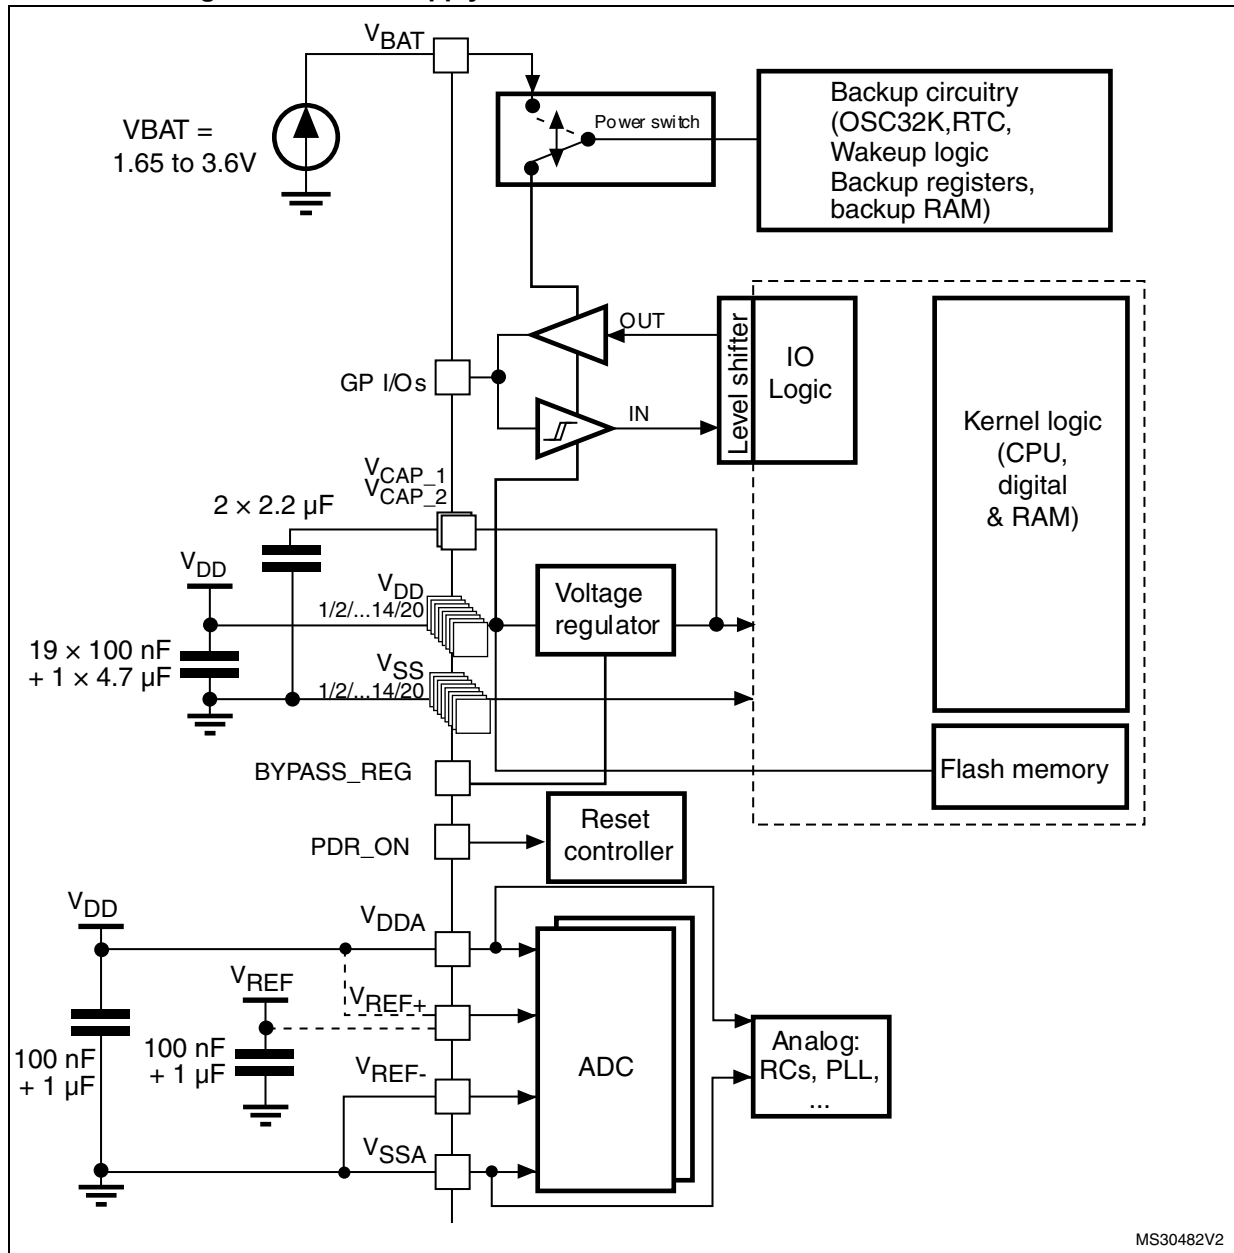 VBAT
VBAT =
1.65 to 3.6V
Power switch
Backup circuitry
(OSC32K,RTC,
Wakeup logic
Backup registers,
backup RAM)
OUT
GP I/Os
IN
Level shifter
IO
Logic
Kernel logic
(CPU,
digital
& RAM)
VCAP_1
VCAP_2
2 × 2.2 µF
VDD
VDD
1/2/...14/20
Voltage
regulator
19 × 100 nF
+ 1 × 4.7 µF
VSS
1/2/...14/20
BYPASS_REG
Flash memory
PDR_ON
Reset
controller
VDD
VDDA
VREF
VREF+
100 nF
+ 1 µF
100 nF
+ 1 µF
VREF-
ADC
Analog:
RCs, PLL,
...
VSSA
MS30482V2